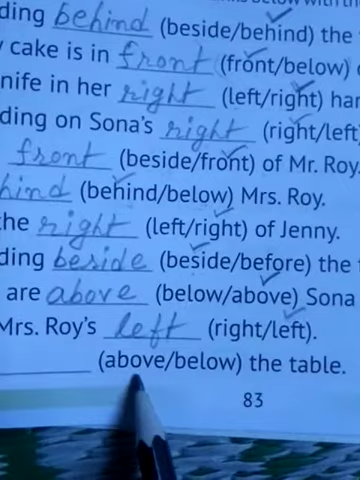 ding behind (beside/behind) the
cake is in front (front/below)
nife in her right (left/right) han
ding on Sona's right (right/left
front (beside/front) of Mr. Roy.
hind (behind/below) Mrs. Roy.
the right (left/right) of Jenny.
ding beside (beside/before) the
are above (below/above) Sona
Mrs. Roy's left (right/left).
(above/below) the table.
83